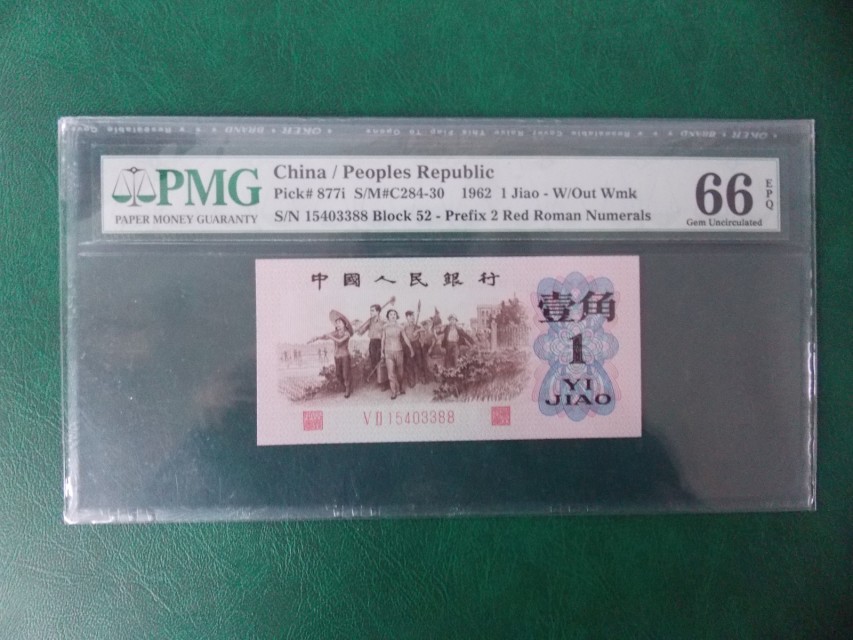 PMG
PAPER MONEY GUARANTY
China / Peoples Republic
Pick# 877i S/M#C284-30 1962 1 Jiao - W/Out Wmk
S/N 15403388 Block 52 - Prefix 2 Red Roman Numerals
66
EPQ
Gem Uncirculated
中國人民銀行
壹角
1
YI
JIAO
V II 15403388